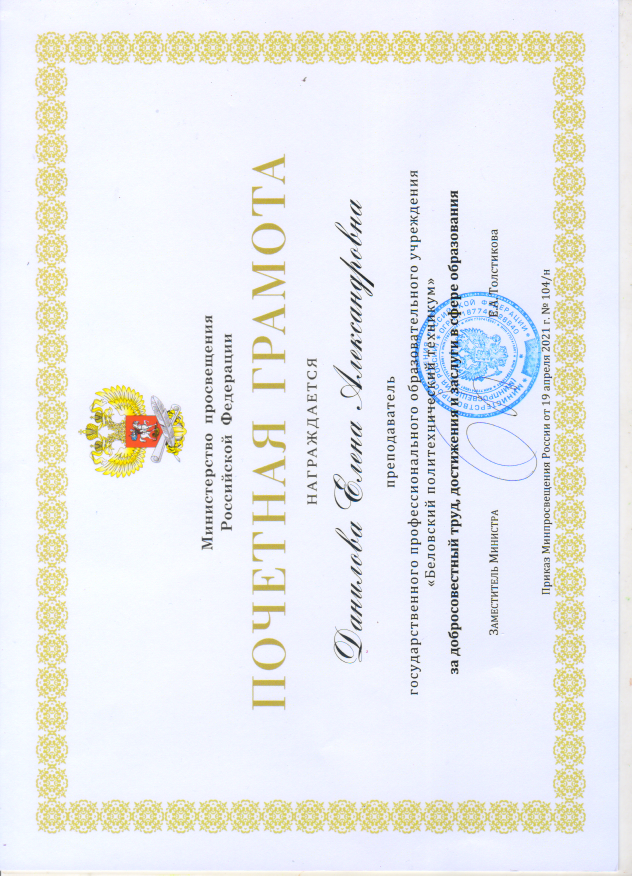 Министерство просвещения
Российской Федерации
ПОЧЕТНАЯ ГРАМОТА
НАГРАЖДАЕТСЯ
Данилова Елена Александровна
преподаватель
государственного профессионального образовательного учреждения
«Беловский политехнический техникум»
за добросовестный труд, достижения и заслуги в сфере образования
Заместитель Министра Е.А. Толстикова
Приказ Минпросвещения России от 19 апреля 2021 г. № 104/н